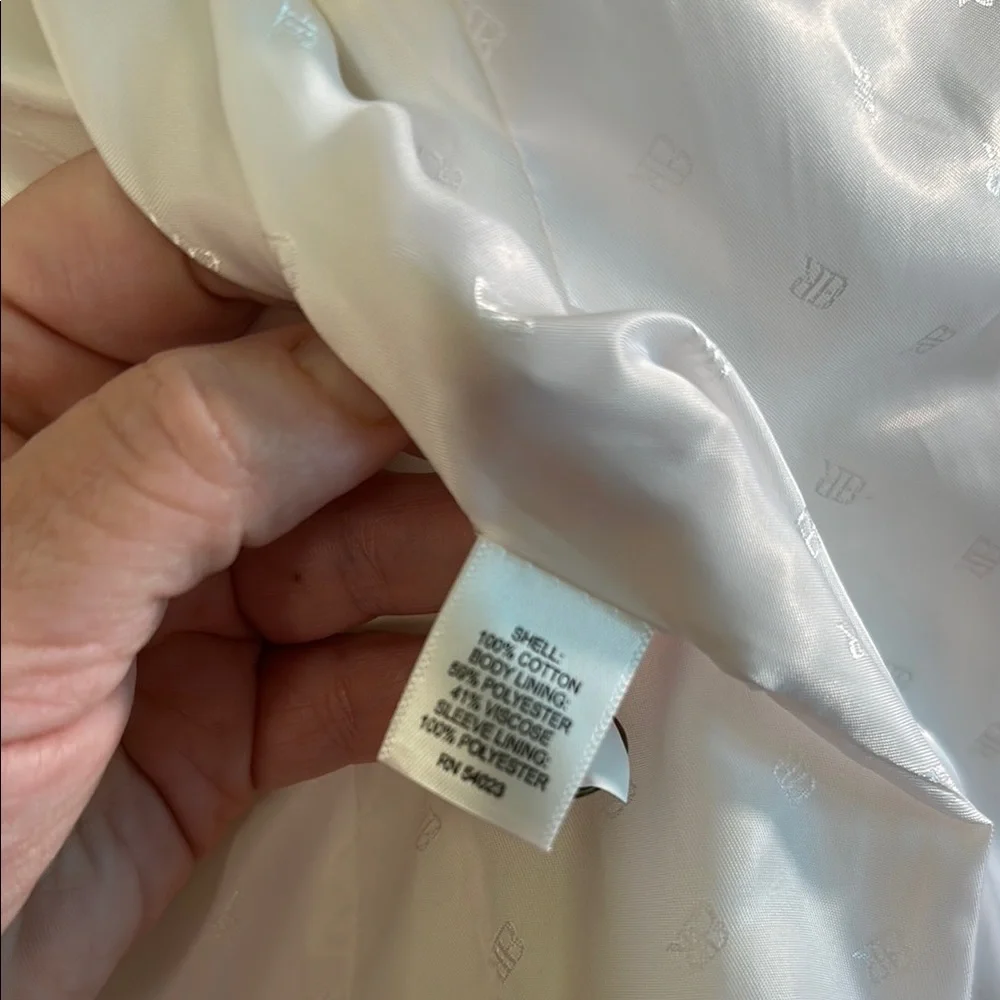 SHELL:
100% COTTON
BODY LINING:
59% POLYESTER
41% VISCOSE
SLEEVE LINING:
100% POLYESTER
RN 54023